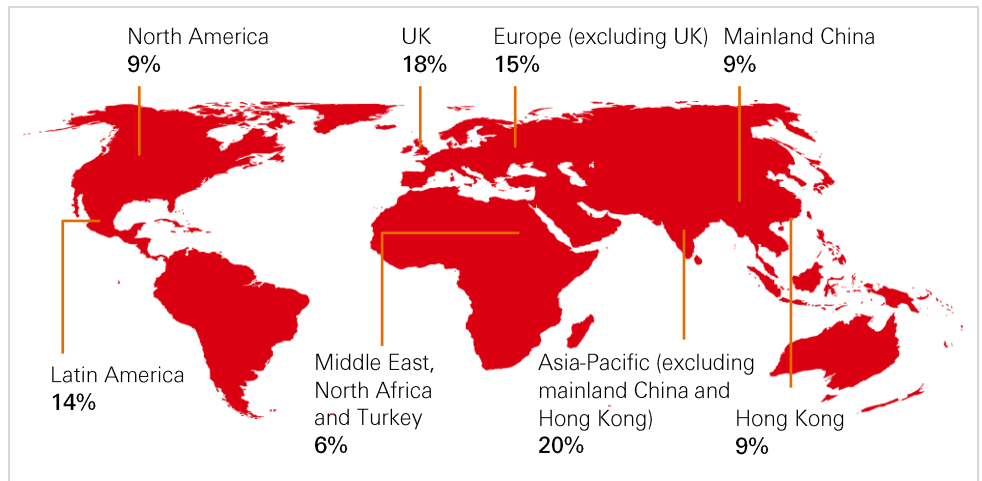 North America
9%
UK
18%
Europe (excluding UK)
15%
Mainland China
9%
Latin America
14%
Middle East,
North Africa
and Turkey
6%
Asia-Pacific (excluding
mainland China and
Hong Kong)
20%
Hong Kong
9%